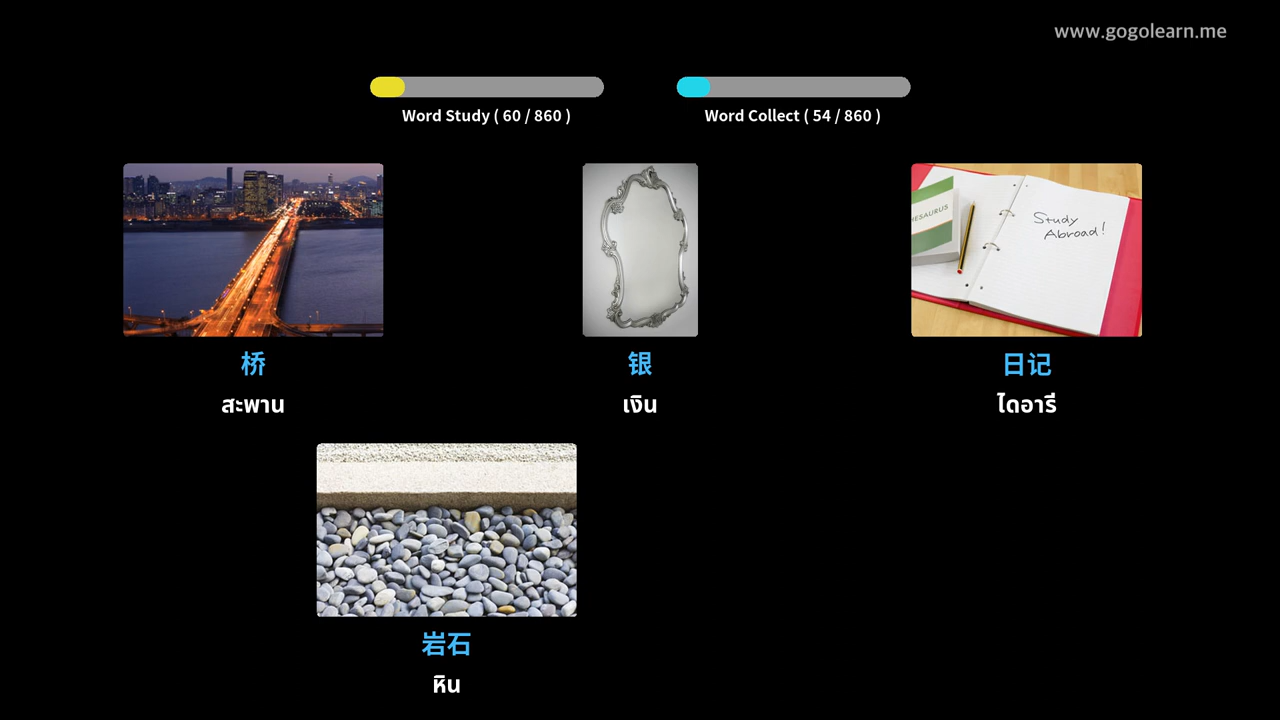 www.gogolearn.me
Word Study ( 60 / 860 )
Word Collect ( 54 / 860 )
THESAURUS
Study
Abroad!
桥
银
日记
สะพาน
เงิน
ไดอารี
岩石
หิน